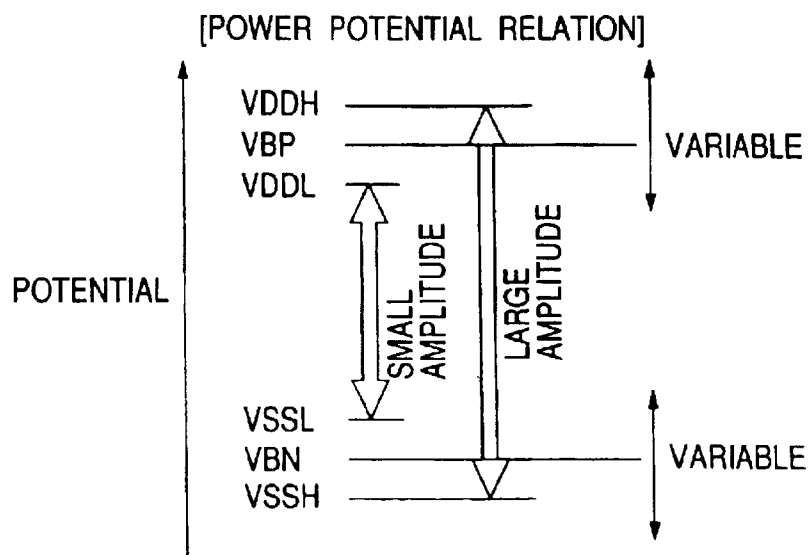 [POWER POTENTIAL RELATION]
VDDH
VBP
VDDL
VARIABLE
POTENTIAL
SMALL
AMPLITUDE
LARGE
AMPLITUDE
VSSL
VBN
VSSH
VARIABLE